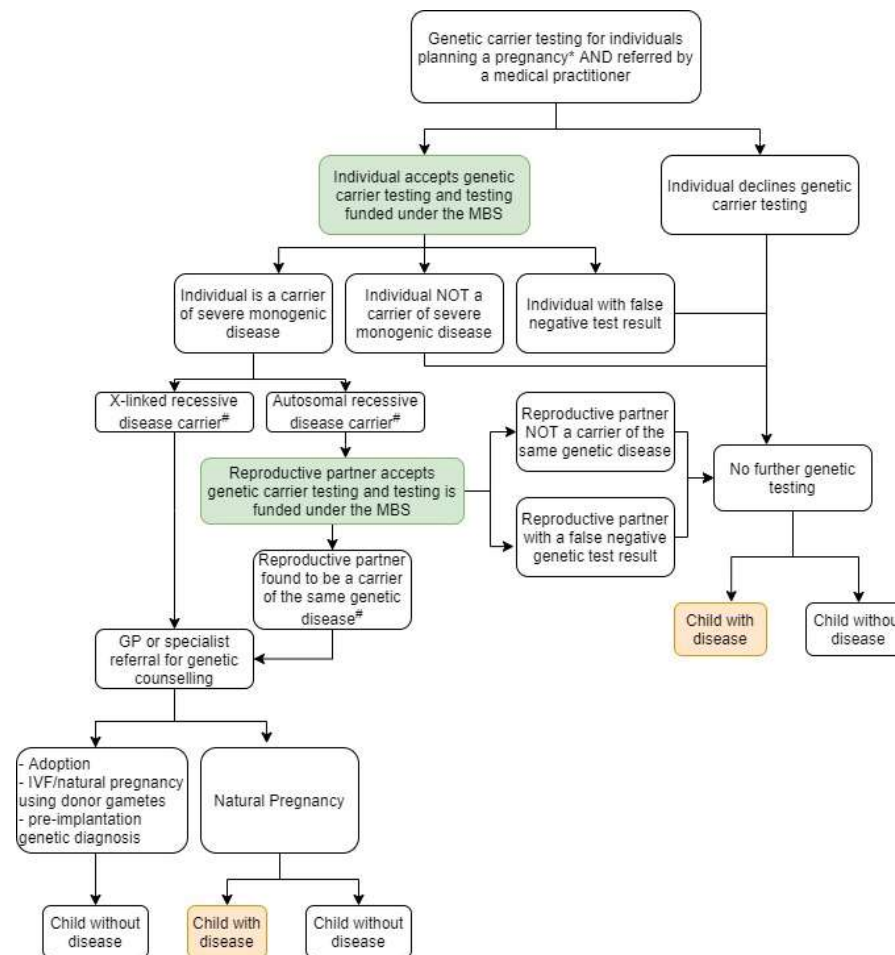 Genetic carrier testing for individuals
planning a pregnancy* AND referred by
a medical practitioner
Individual accepts genetic
carrier testing and testing
funded under the MBS
Individual declines genetic
carrier testing
Individual is a carrier
of severe monogenic
disease
Individual NOT a
carrier of severe
monogenic disease
Individual with false
negative test result
X-linked recessive
disease carrier#
Autosomal recessive
disease carrier#
Reproductive partner
NOT a carrier of the
same genetic disease
Reproductive partner accepts
genetic carrier testing and testing is
funded under the MBS
No further genetic
testing
Reproductive partner
with a false negative
genetic test result
Reproductive partner
found to be a carrier
of the same genetic
disease#
Child with
disease
Child without
disease
GP or specialist
referral for genetic
counselling
- Adoption
- IVF/natural pregnancy
using donor gametes
- pre-implantation
genetic diagnosis
Natural Pregnancy
Child without
disease
Child with
disease
Child without
disease